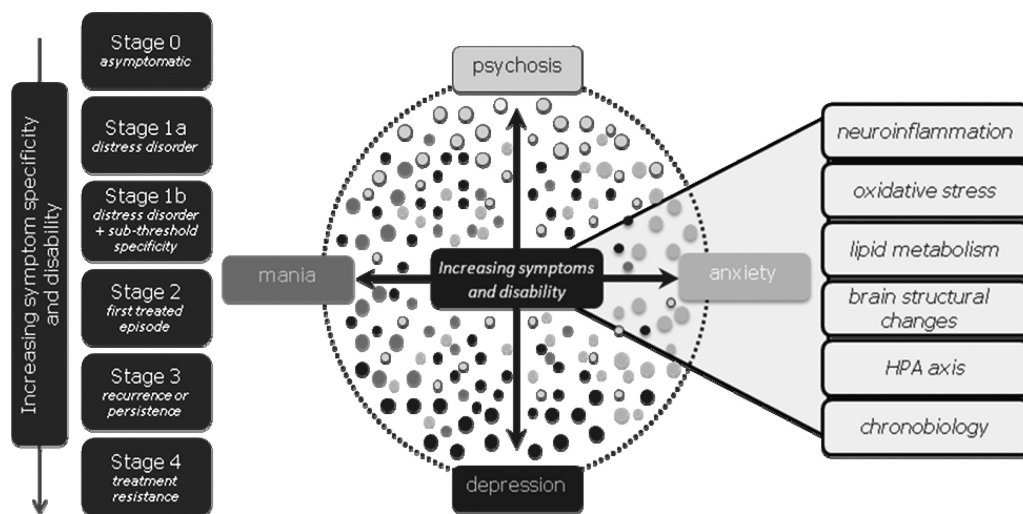 Increasing symptom specificity
and disability
Stage 0
asymptomatic
Stage 1a
distress disorder
Stage 1b
distress disorder
+ sub-threshold
specificity
Stage 2
first treated
episode
Stage 3
recurrence or
persistence
Stage 4
treatment
resistance
psychosis
mania
Increasing symptoms
and disability
anxiety
depression
neuroinflammation
oxidative stress
lipid metabolism
brain structural
changes
HPA axis
chronobiology